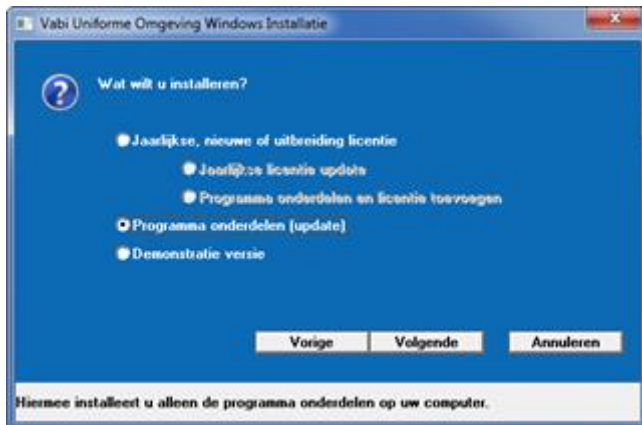 Vabi Uniforme Omgeving Windows Installatie
Wat wilt u installeren?
Jaarlijkse, nieuwe of uitbreiding licentie
Jaarlijkse licentie update
Programma onderdelen en licentie toevoegen
Programma onderdelen (update)
Demonstratie versie
Vorige Volgende Annuleren
Hiermee installeert u alleen de programma onderdelen op uw computer.